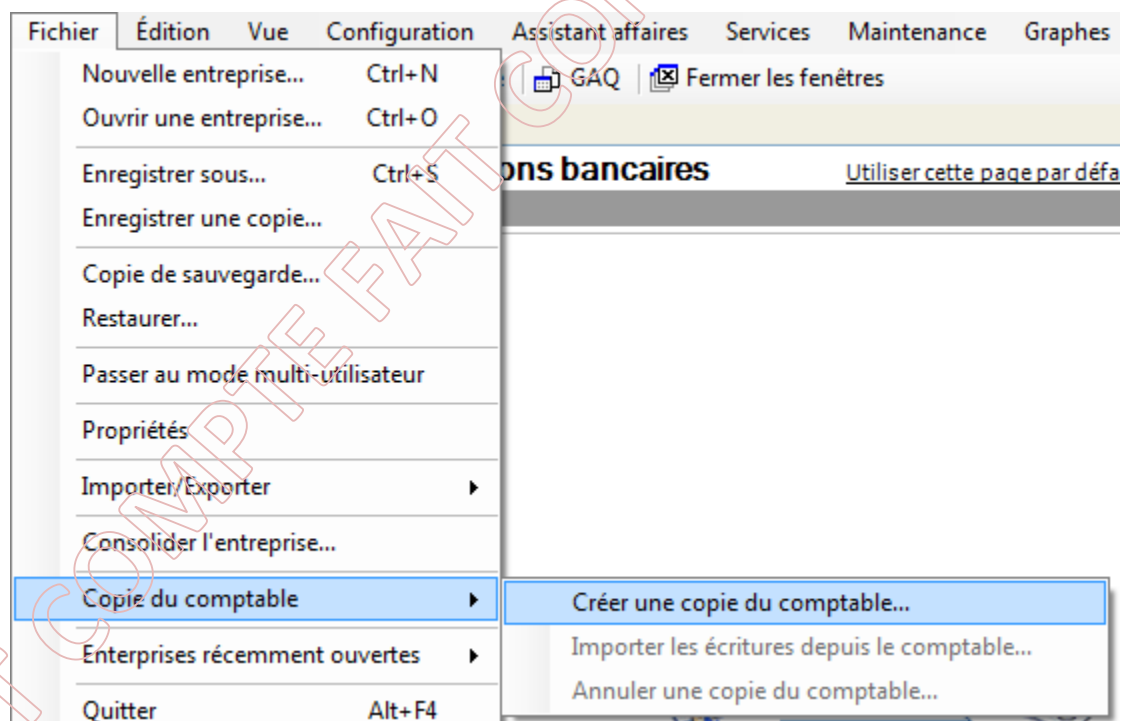 Fichier Édition Vue Configuration Assistant affaires Services Maintenance Graphes
Nouvelle entreprise... Ctrl+N
GAQ Fermer les fenêtres
Ouvrir une entreprise... Ctrl+O
Enregistrer sous... Ctrl+S
ons bancaires Utiliser cette page par défa
Enregistrer une copie...
Copie de sauvegarde...
Restaurer...
Passer au mode multi-utilisateur
Propriétés
Importer/Exporter
Consolider l'entreprise...
Copie du comptable
Créer une copie du comptable...
Importer les écritures depuis le comptable...
Annuler une copie du comptable...
Enterprises récemment ouvertes
Quitter Alt+F4
T COMPTE FAIT COM